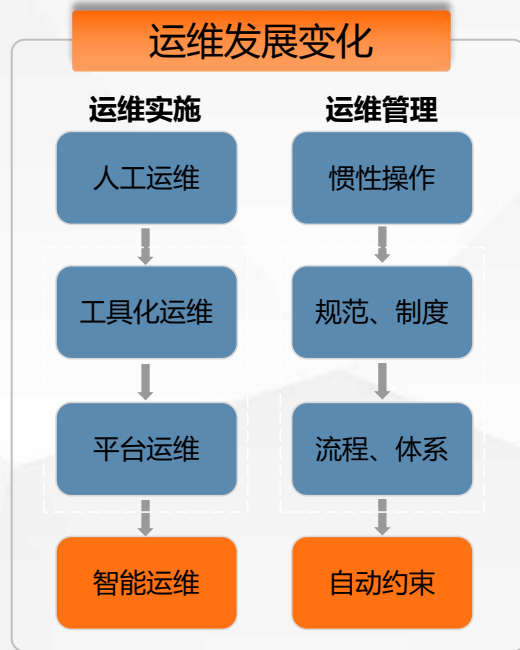 运维发展变化
运维实施
运维管理
人工运维
惯性操作
工具化运维
规范、制度
平台运维
流程、体系
智能运维
自动约束